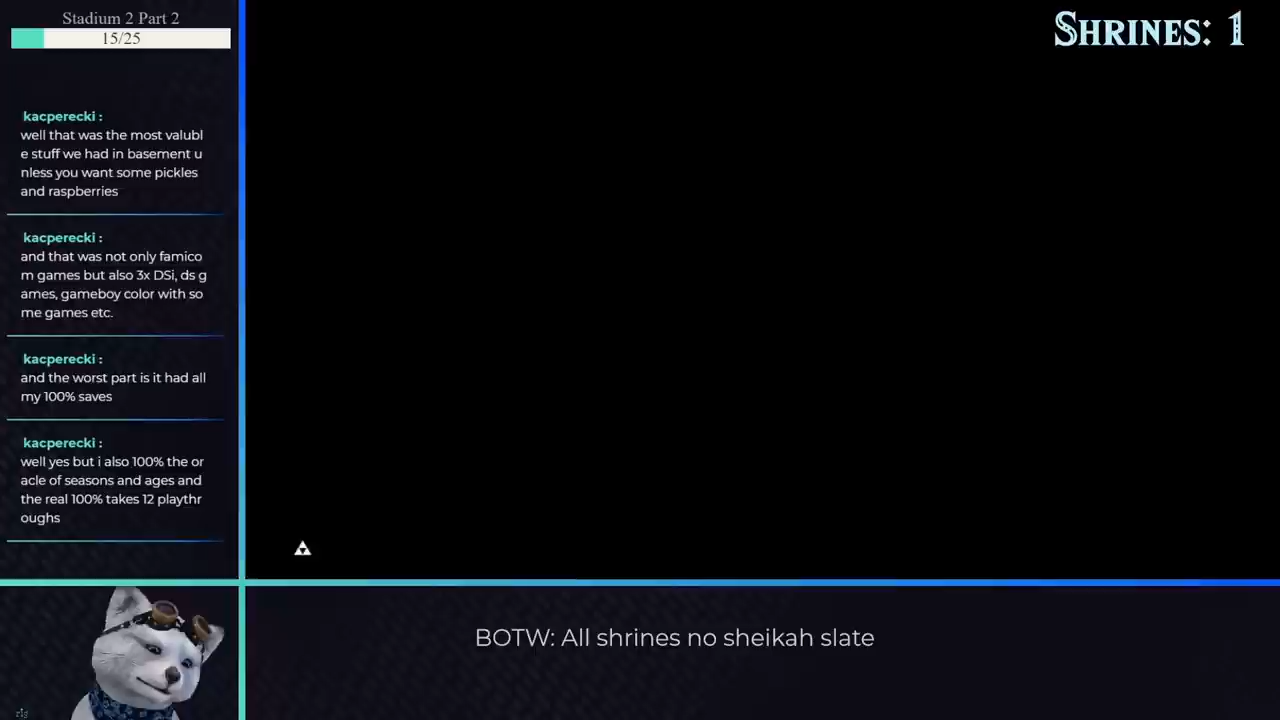 Stadium 2 Part 2
15/25
SHRINES: 1
kacperecki :
well that was the most valubl
e stuff we had in basement u
nless you want some pickles
and raspberries
kacperecki :
and that was not only famico
m games but also 3x DSi, ds g
ames, gameboy color with so
me games etc.
kacperecki :
and the worst part is it had all
my 100% saves
kacperecki :
well yes but i also 100% the or
acle of seasons and ages and
the real 100% takes 12 playthr
oughs
BOTW: All shrines no sheikah slate